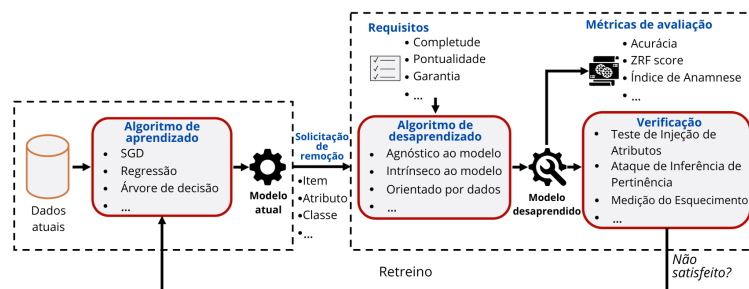 Dados
atuais
Algoritmo de
aprendizado
• SGD
• Regressão
• Árvore de decisão
• ...
Modelo
atual
Solicitação
de
remoção
•Item
•Atributo
•Classe
•...
Requisitos
• Completude
• Pontualidade
• Garantia
• ...
Algoritmo de
desaprendizado
• Agnóstico ao modelo
• Intrínseco ao modelo
• Orientado por dados
• ...
Modelo
desaprendido
Métricas de avaliação
• Acurácia
• ZRF score
• Índice de Anamnese
• ...
Verificação
• Teste de Injeção de
Atributos
• Ataque de Inferência de
Pertinência
• Medição do Esquecimento
• ...
Retreino
Não
satisfeito?